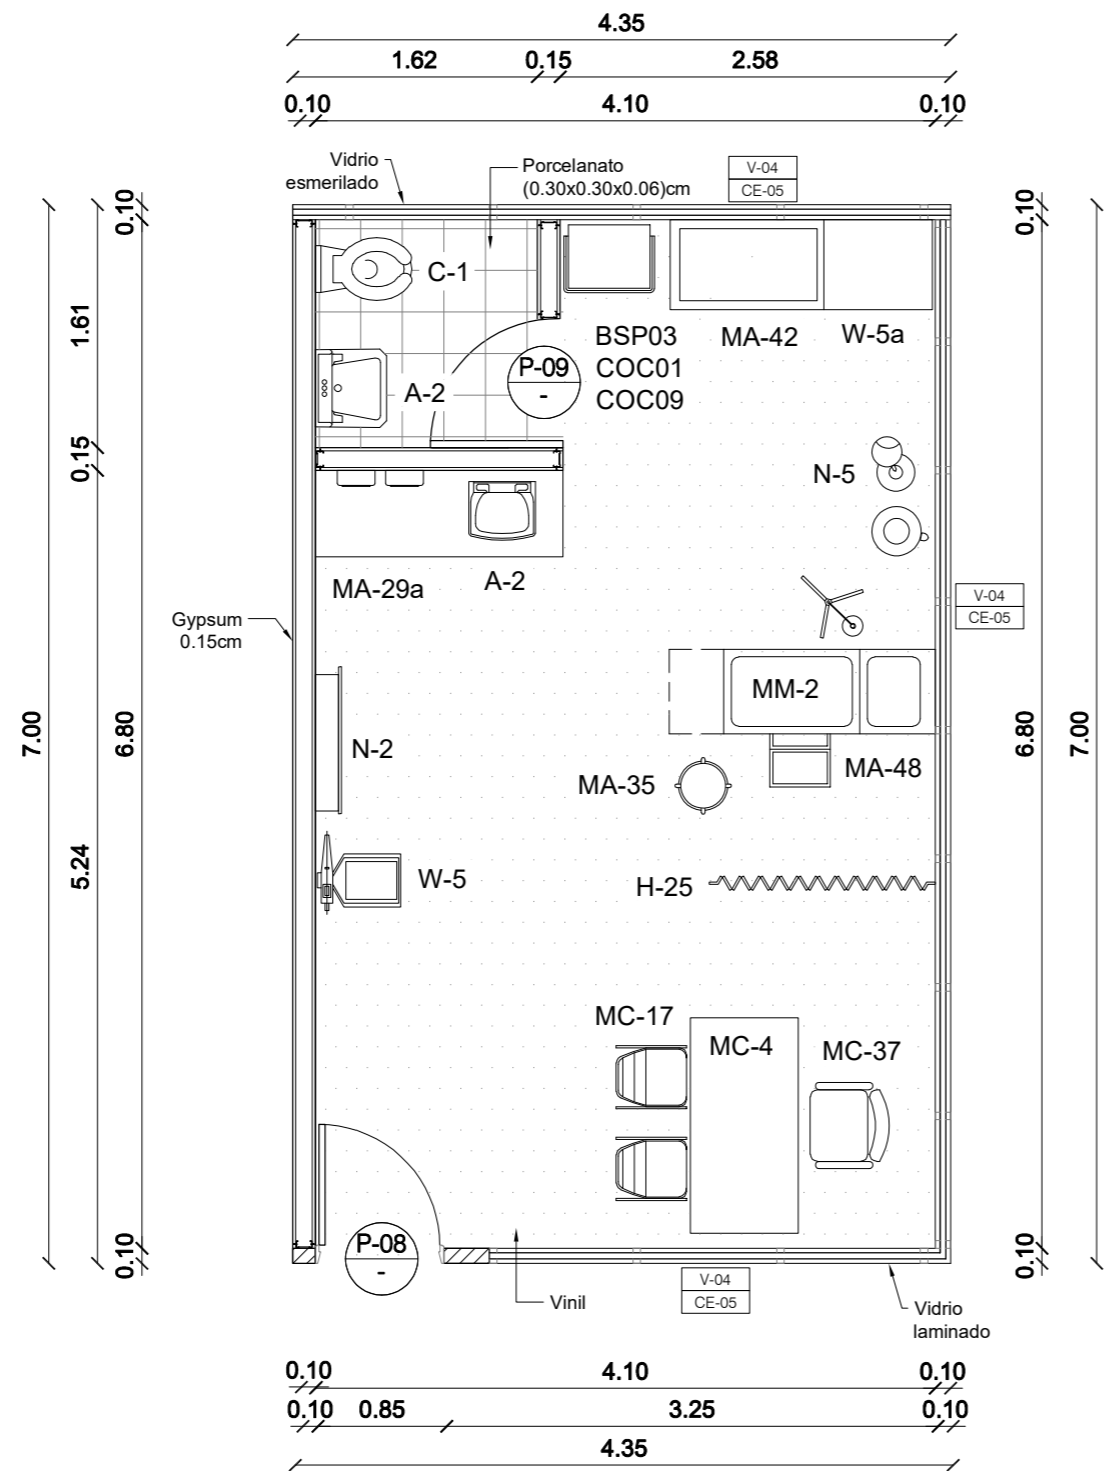 4.35
1.62
0.15
2.58
0.10
4.10
0.10
Vidrio
esmerilado
Porcelanato
(0.30x0.30x0.06)cm
V-04
CE-05
0.10
0.10
C-1
1.61
BSP03
COC01
COC09
MA-42
W-5a
P-09
-
A-2
0.15
N-5
MA-29a
A-2
V-04
CE-05
Gypsum
0.15cm
MM-2
7.00
6.80
6.80
7.00
N-2
MA-35
MA-48
5.24
W-5
H-25
MC-17
MC-4
MC-37
P-08
-
0.10
0.10
V-04
CE-05
Vinil
Vidrio
laminado
0.10
4.10
0.10
0.10
0.85
3.25
0.10
4.35